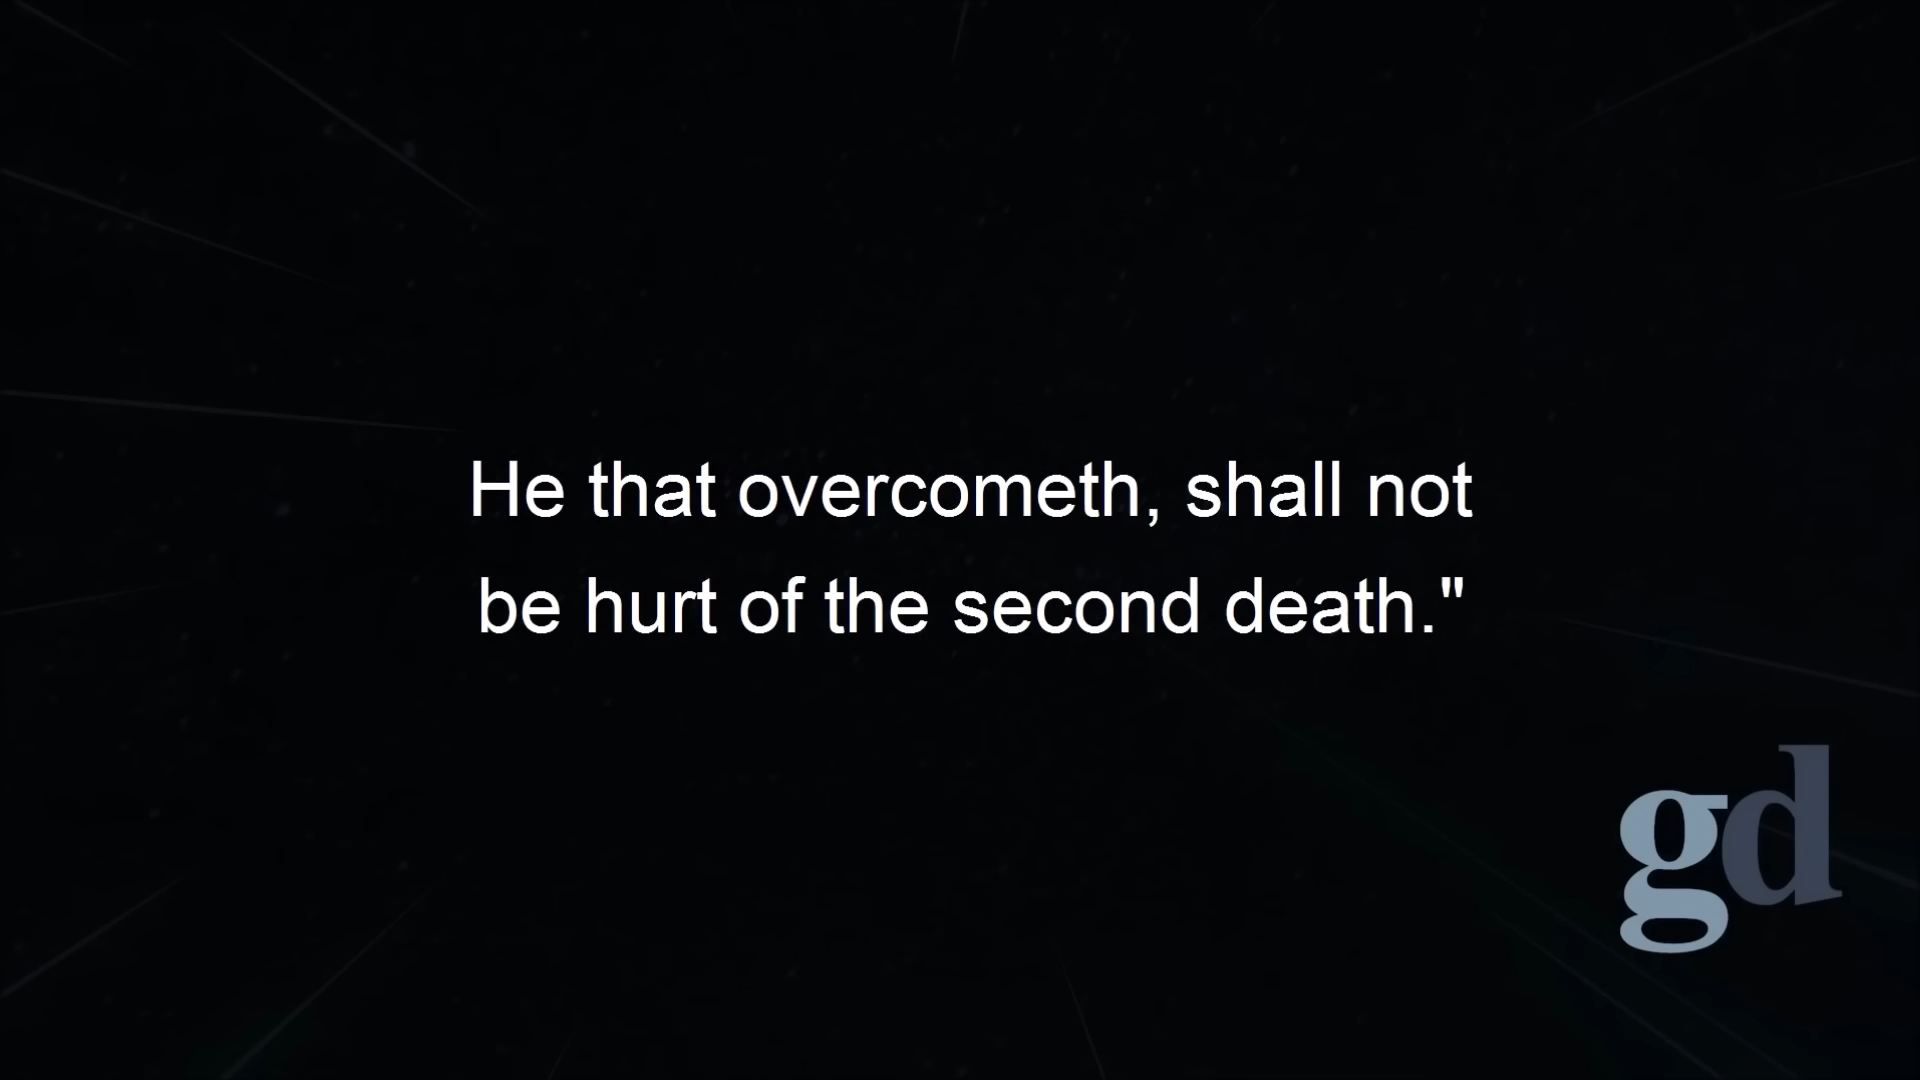 He that overcometh, shall not
be hurt of the second death."
gd